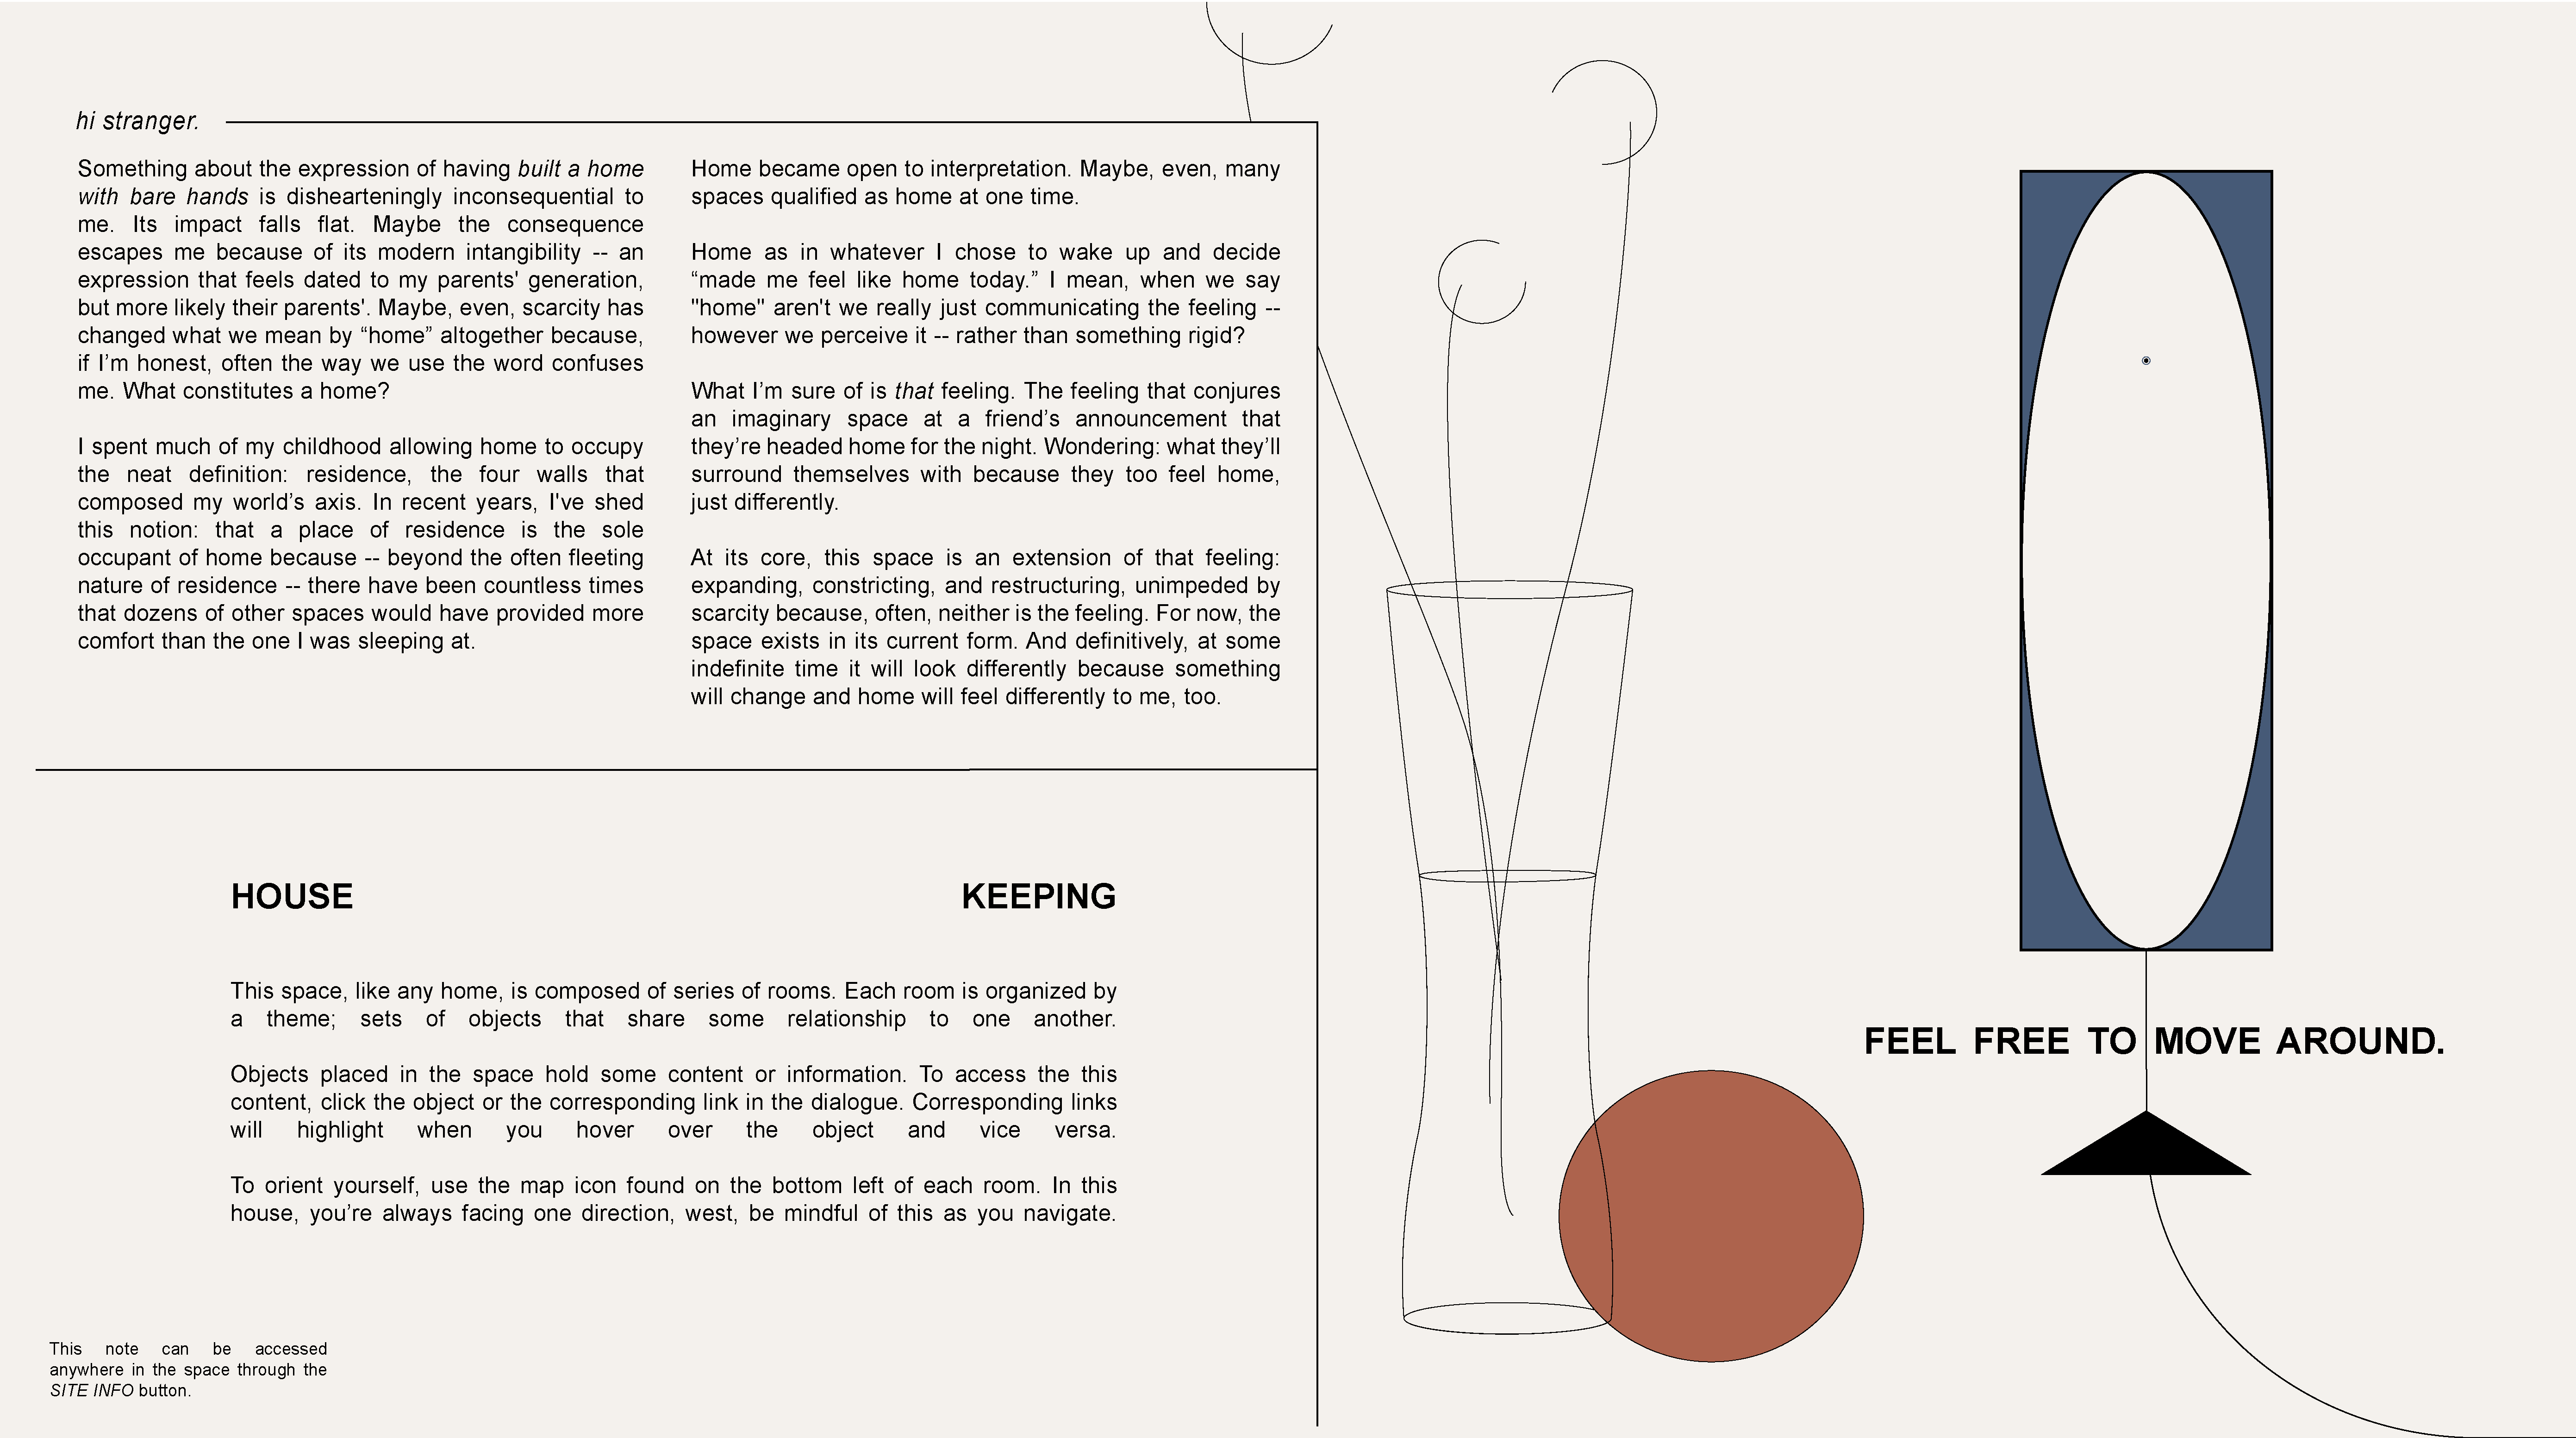 hi stranger.
Something about the expression of having built a home
with bare hands is dishearteningly inconsequential to
me. Its impact falls flat. Maybe the consequence
escapes me because of its modern intangibility -- an
expression that feels dated to my parents' generation,
but more likely their parents'. Maybe, even, scarcity has
changed what we mean by “home” altogether because,
if I’m honest, often the way we use the word confuses
me. What constitutes a home?
I spent much of my childhood allowing home to occupy
the neat definition: residence, the four walls that
composed my world’s axis. In recent years, I've shed
this notion: that a place of residence is the sole
occupant of home because -- beyond the often fleeting
nature of residence -- there have been countless times
that dozens of other spaces would have provided more
comfort than the one I was sleeping at.
Home became open to interpretation. Maybe, even, many
spaces qualified as home at one time.
Home as in whatever I chose to wake up and decide
“made me feel like home today.” I mean, when we say
"home" aren't we really just communicating the feeling --
however we perceive it -- rather than something rigid?
What I’m sure of is that feeling. The feeling that conjures
an imaginary space at a friend’s announcement that
they’re headed home for the night. Wondering: what they’ll
surround themselves with because they too feel home,
just differently.
At its core, this space is an extension of that feeling:
expanding, constricting, and restructuring, unimpeded by
scarcity because, often, neither is the feeling. For now, the
space exists in its current form. And definitively, at some
indefinite time it will look differently because something
will change and home will feel differently to me, too.
HOUSE KEEPING
This space, like any home, is composed of series of rooms. Each room is organized by
a theme; sets of objects that share some relationship to one another.
Objects placed in the space hold some content or information. To access the this
content, click the object or the corresponding link in the dialogue. Corresponding links
will highlight when you hover over the object and vice versa.
To orient yourself, use the map icon found on the bottom left of each room. In this
house, you’re always facing one direction, west, be mindful of this as you navigate.
This note can be accessed
anywhere in the space through the
SITE INFO button.
FEEL FREE TO MOVE AROUND.